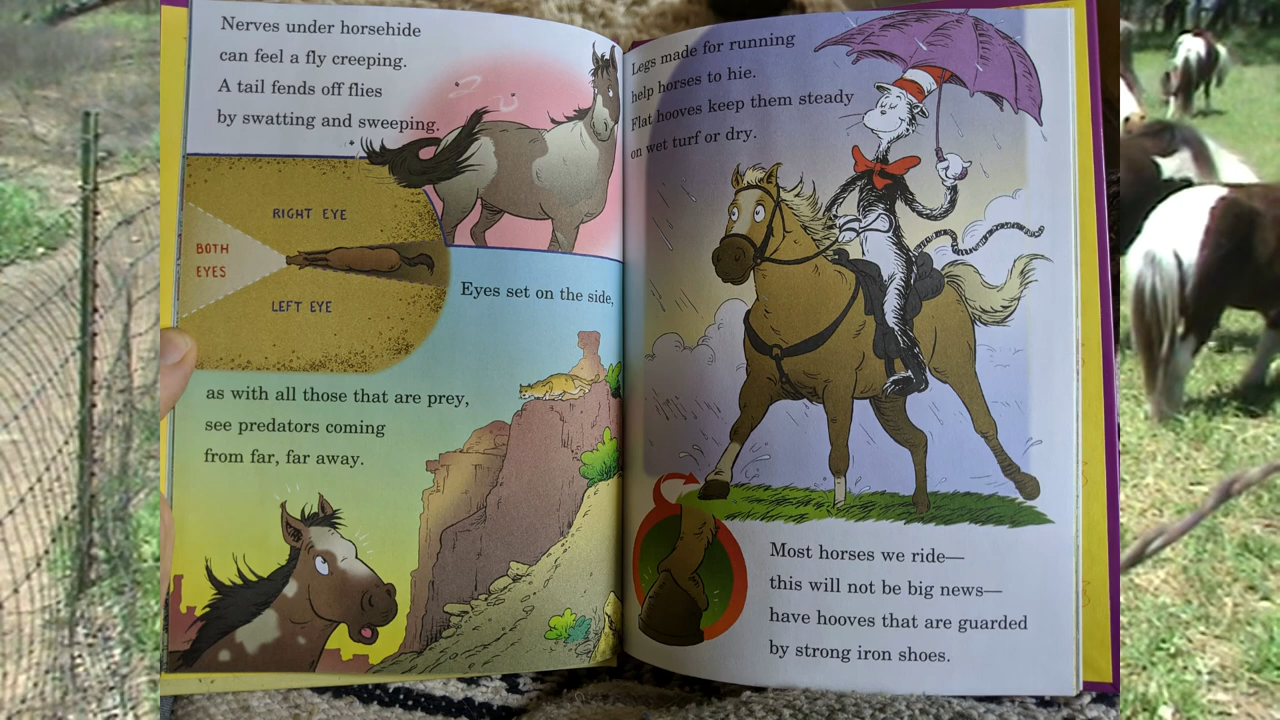 Nerves under horsehide
can feel a fly creeping.
A tail fends off flies
by swatting and sweeping.
RIGHT EYE
BOTH
EYES
LEFT EYE
Eyes set on the side,
as with all those that are prey,
see predators coming
from far, far away.
Legs made for running
help horses to hie.
Flat hooves keep them steady
on wet turf or dry.
Most horses we ride—
this will not be big news—
have hooves that are guarded
by strong iron shoes.